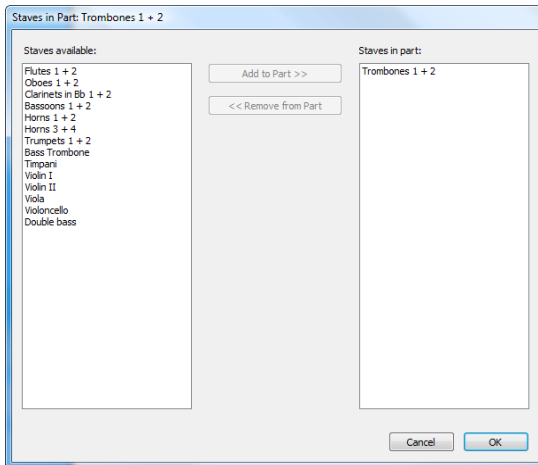 Staves in Part: Trombones 1 + 2
Staves available:
Flutes 1 + 2
Oboes 1 + 2
Clarinets in Bb 1 + 2
Bassoons 1 + 2
Horns 1 + 2
Horns 3 + 4
Trumpets 1 + 2
Bass Trombone
Timpani
Violin I
Violin II
Viola
Violoncello
Double bass
Add to Part >>
<< Remove from Part
Staves in part:
Trombones 1 + 2
Cancel
OK